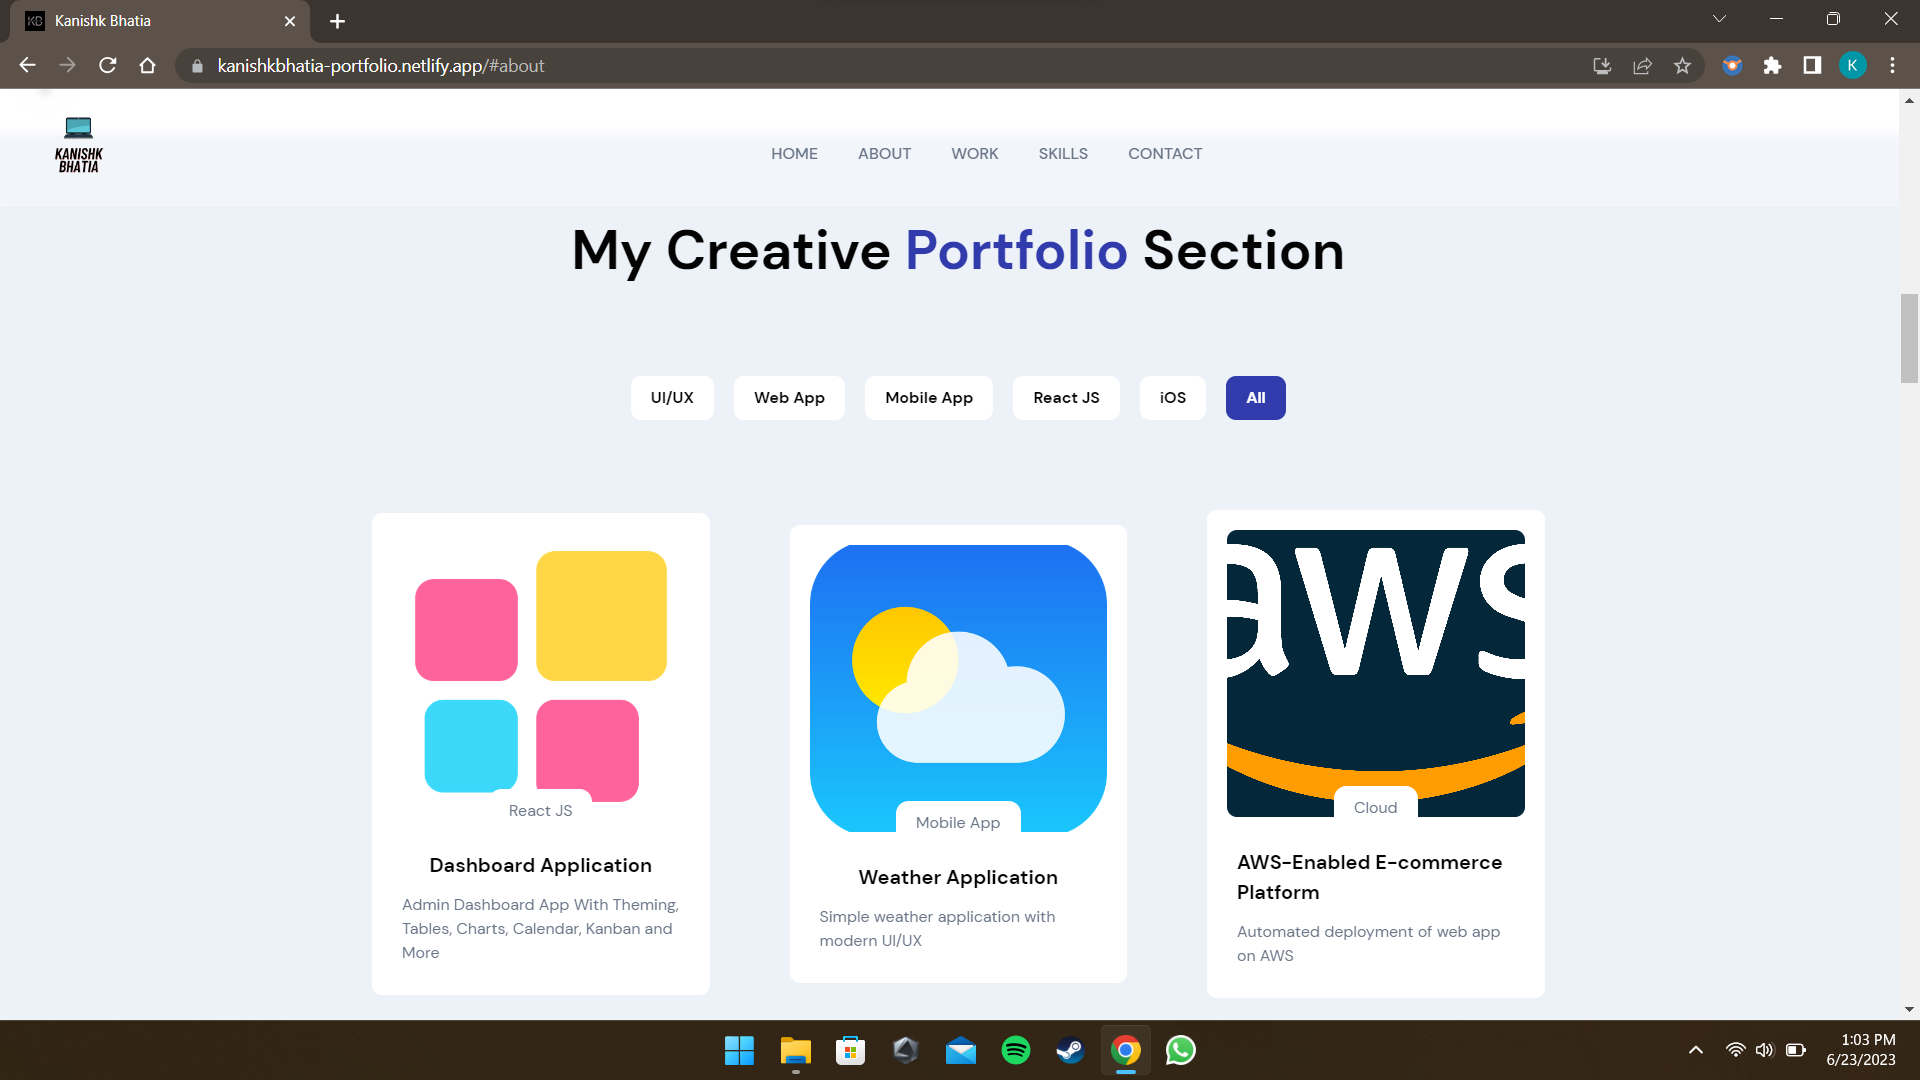 KB Kanishk Bhatia
kanishkbhatia-portfolio.netlify.app/#about
K
KANISHK
BHATIA
HOME ABOUT WORK SKILLS CONTACT
My Creative Portfolio Section
UI/UX Web App Mobile App React JS iOS All
React JS
Dashboard Application
Admin Dashboard App With Theming,
Tables, Charts, Calendar, Kanban and
More
Mobile App
Weather Application
Simple weather application with
modern UI/UX
aws
Cloud
AWS-Enabled E-commerce
Platform
Automated deployment of web app
on AWS
1:03 PM
6/23/2023